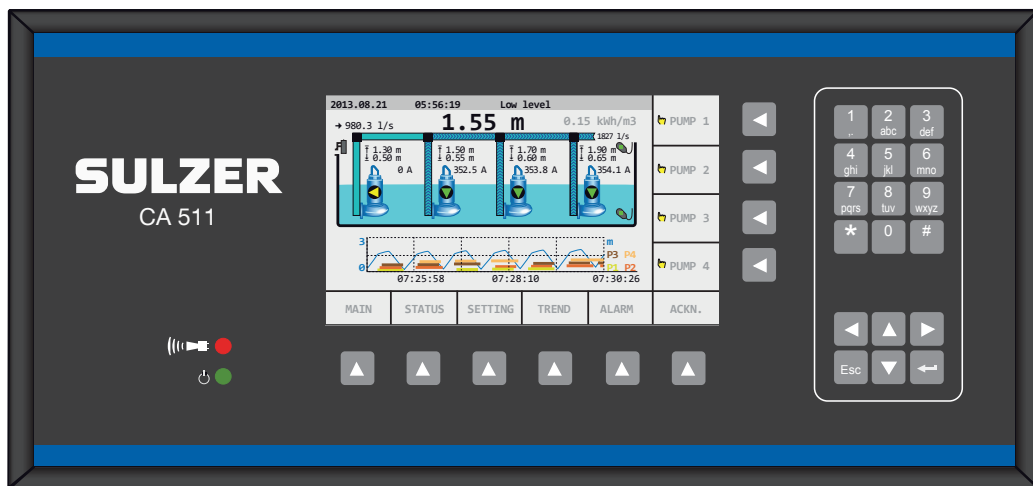 SULZER
CA 511
2013.08.21 05:56:19 Low level
980.3 l/s 1.55 m 0.15 kWh/m3
1827 l/s
1.30 m 1.50 m 1.70 m 1.90 m
0.50 m 0.55 m 0.60 m 0.65 m
0 A 352.5 A 353.8 A 354.1 A
3 m
P3 P4
0 P1 P2
07:25:58 07:28:10 07:30:26
PUMP 1
PUMP 2
PUMP 3
PUMP 4
MAIN STATUS SETTING TREND ALARM ACKN.
1 2 3
,. abc def
4 5 6
ghi jkl mno
7 8 9
pqrs tuv wxyz
* 0 #
Esc